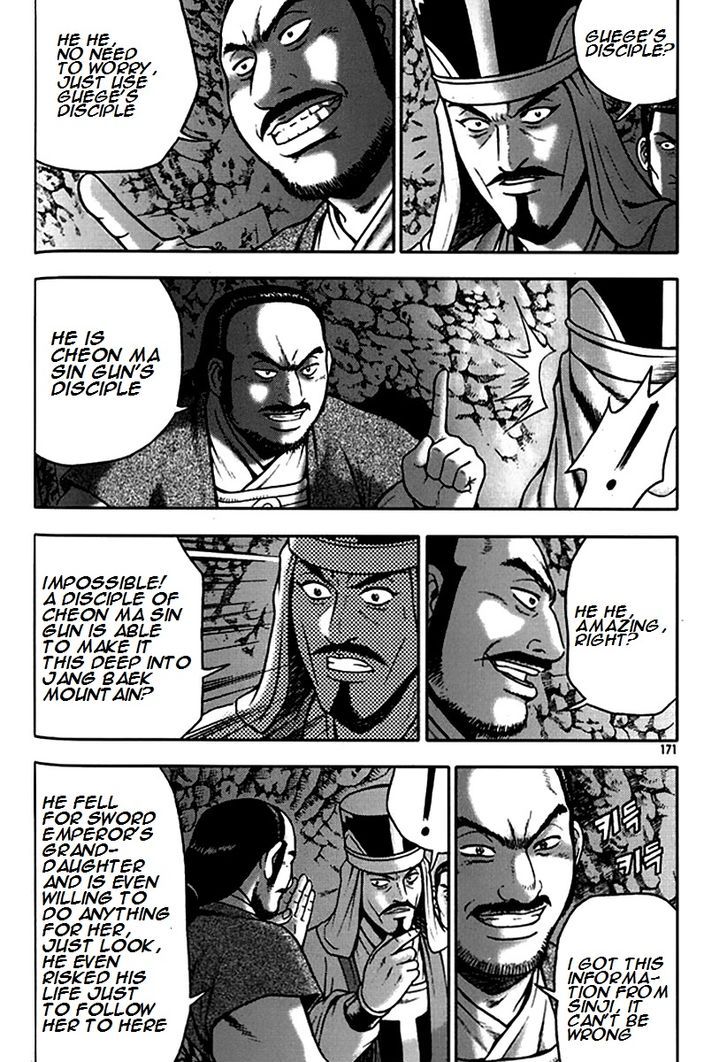 HE HE,
NO NEED
TO WORRY,
JUST USE
GUEGE'S
DISCIPLE
GUEGE'S
DISCIPLE?
HE IS
CHEON MA
SIN GUN'S
DISCIPLE
!
IMPOSSIBLE!
A DISCIPLE OF
CHEON MA SIN
GUN IS ABLE
TO MAKE IT
THIS DEEP INTO
JANG BAEK
MOUNTAIN?
HE HE,
AMAZING,
RIGHT?
171
HE FELL
FOR SWORD
EMPEROR'S
GRAND-
DAUGHTER
AND IS EVEN
WILLING TO
DO ANYTHING
FOR HER,
JUST LOOK,
HE EVEN
RISKED HIS
LIFE JUST
TO FOLLOW
HER TO HERE
!
키득
키득
I GOT THIS
INFORMA-
TION FROM
SINJI, IT
CAN'T BE
WRONG